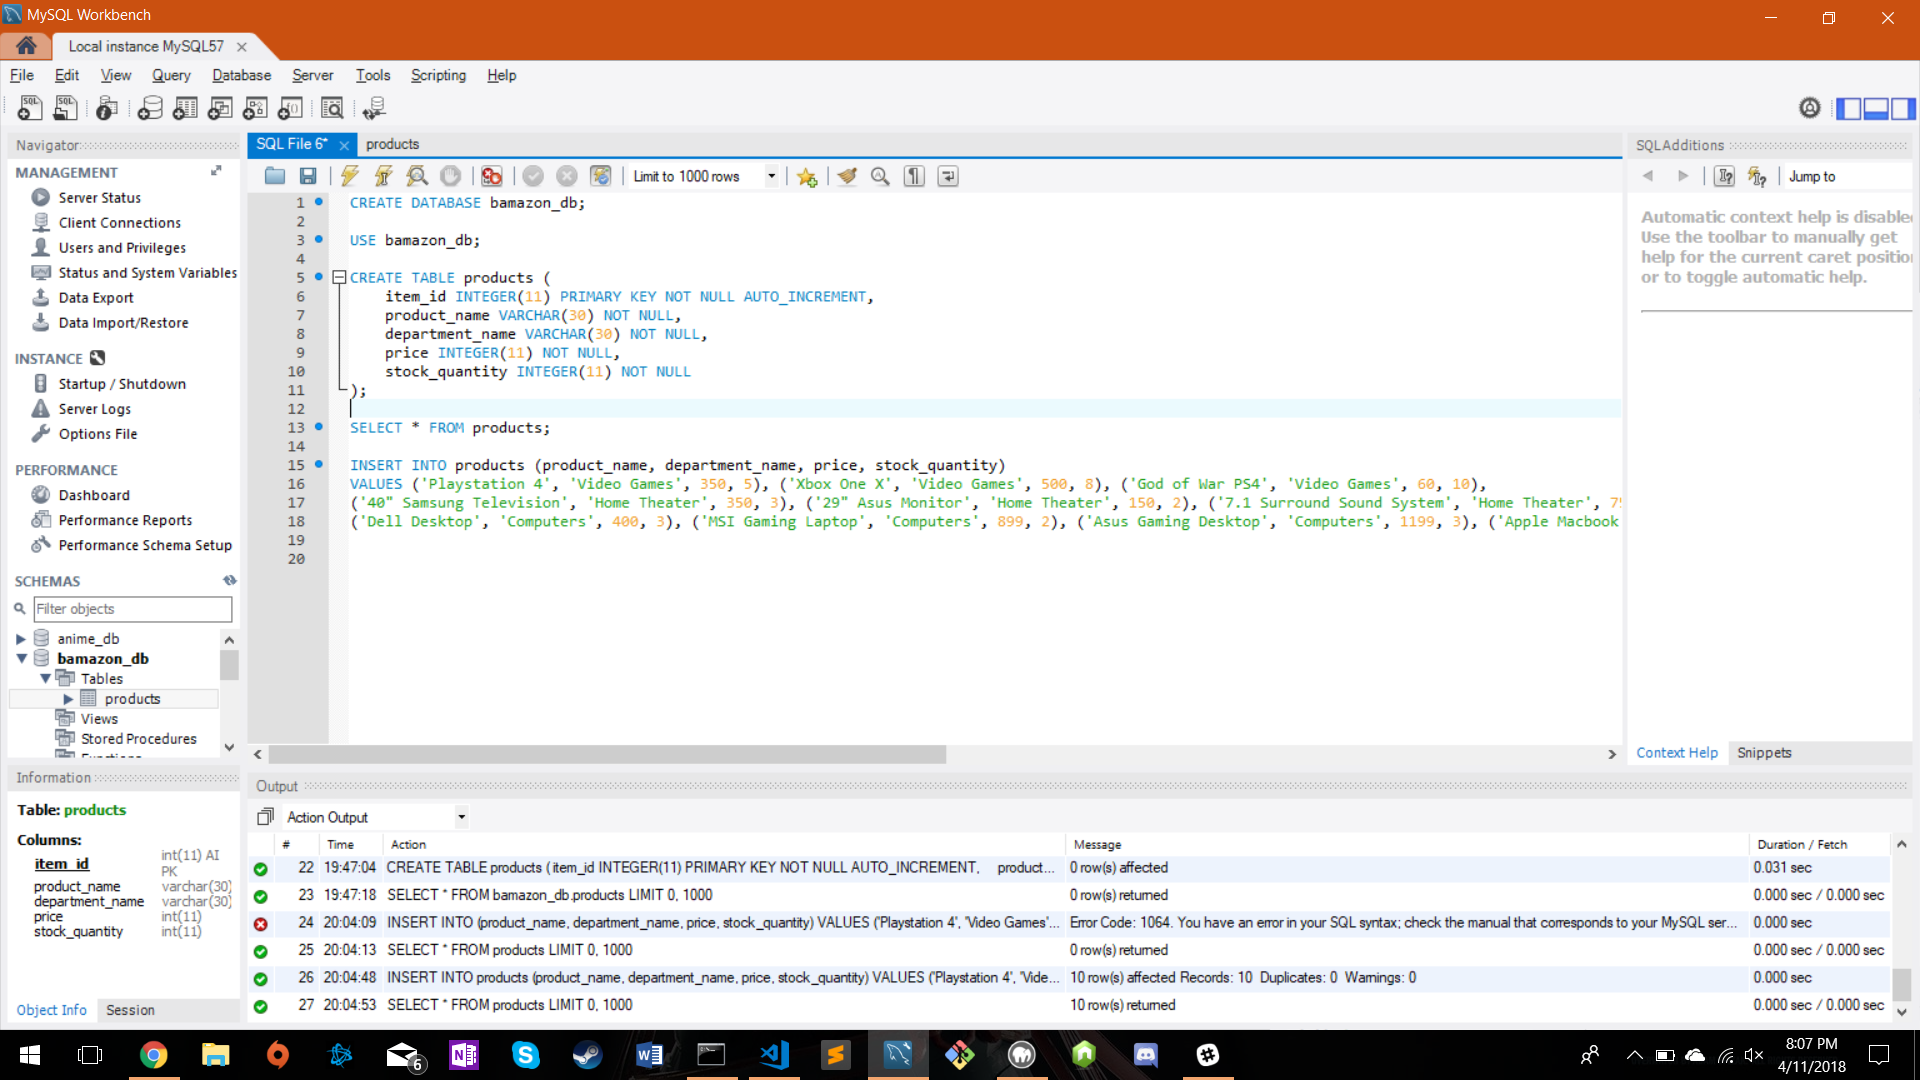 MySQL Workbench
Local instance MySQL57
File Edit View Query Database Server Tools Scripting Help
Navigator
MANAGEMENT
Server Status
Client Connections
Users and Privileges
Status and System Variables
Data Export
Data Import/Restore
INSTANCE
Startup / Shutdown
Server Logs
Options File
PERFORMANCE
Dashboard
Performance Reports
Performance Schema Setup
SCHEMAS
Filter objects
anime_db
bamazon_db
Tables
products
Views
Stored Procedures
Information
Table: products
Columns:
item_id int(11) AI PK
product_name varchar(30)
department_name varchar(30)
price int(11)
stock_quantity int(11)
Object Info Session
SQL File 6* products
Limit to 1000 rows
1 CREATE DATABASE bamazon_db;
2
3 USE bamazon_db;
4
5 CREATE TABLE products (
6 item_id INTEGER(11) PRIMARY KEY NOT NULL AUTO_INCREMENT,
7 product_name VARCHAR(30) NOT NULL,
8 department_name VARCHAR(30) NOT NULL,
9 price INTEGER(11) NOT NULL,
10 stock_quantity INTEGER(11) NOT NULL
11 );
12
13 SELECT * FROM products;
14
15 INSERT INTO products (product_name, department_name, price, stock_quantity)
16 VALUES ('Playstation 4', 'Video Games', 350, 5), ('Xbox One X', 'Video Games', 500, 8), ('God of War PS4', 'Video Games', 60, 10),
17 ('40" Samsung Television', 'Home Theater', 350, 3), ('29" Asus Monitor', 'Home Theater', 150, 2), ('7.1 Surround Sound System', 'Home Theater',
18 ('Dell Desktop', 'Computers', 400, 3), ('MSI Gaming Laptop', 'Computers', 899, 2), ('Asus Gaming Desktop', 'Computers', 1199, 3), ('Apple Macbook
19
20
SQLAdditions
Jump to
Automatic context help is disable
Use the toolbar to manually get
help for the current caret position
or to toggle automatic help.
Context Help Snippets
Output
Action Output
# Time Action Message Duration / Fetch
22 19:47:04 CREATE TABLE products ( item_id INTEGER(11) PRIMARY KEY NOT NULL AUTO_INCREMENT, product... 0 row(s) affected 0.031 sec
23 19:47:18 SELECT * FROM bamazon_db.products LIMIT 0, 1000 0 row(s) returned 0.000 sec / 0.000 sec
24 20:04:09 INSERT INTO (product_name, department_name, price, stock_quantity) VALUES ('Playstation 4', 'Video Games'... Error Code: 1064. You have an error in your SQL syntax; check the manual that corresponds to your MySQL ser... 0.000 sec
25 20:04:13 SELECT * FROM products LIMIT 0, 1000 0 row(s) returned 0.000 sec / 0.000 sec
26 20:04:48 INSERT INTO products (product_name, department_name, price, stock_quantity) VALUES ('Playstation 4', 'Vide... 10 row(s) affected Records: 10 Duplicates: 0 Warnings: 0 0.000 sec
27 20:04:53 SELECT * FROM products LIMIT 0, 1000 10 row(s) returned 0.000 sec / 0.000 sec
6
8:07 PM
4/11/2018